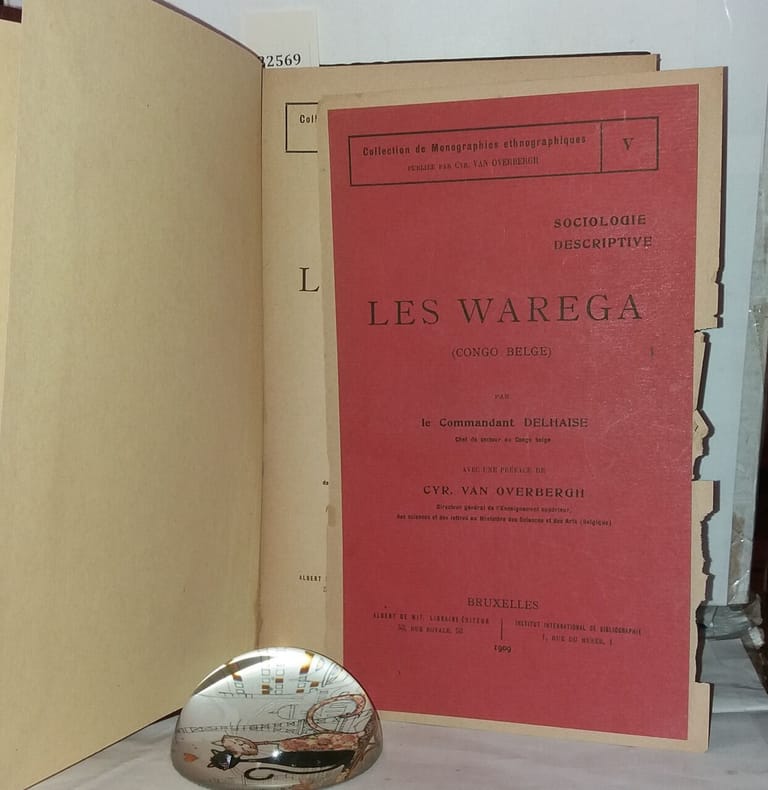 32569
Coll
L
ALBERT
Collection de Monographies ethnographiques
V
PUBLIÉE PAR CYR. VAN OVERBERGH
SOCIOLOGIE
DESCRIPTIVE
LES WAREGA
(CONGO BELGE)
PAR
le Commandant DELHAISE
Chef de secteur au Congo belge
AVEC UNE PRÉFACE DE
CYR. VAN OVERBERGH
Directeur général de l'Enseignement supérieur,
des sciences et des lettres au Ministère des Sciences et des Arts (Belgique)
BRUXELLES
ALBERT DE WIT, LIBRAIRE-ÉDITEUR
53, RUE ROYALE, 53
INSTITUT INTERNATIONAL DE BIBLIOGRAPHIE
1, RUE DU MUSÉE, 1
1909